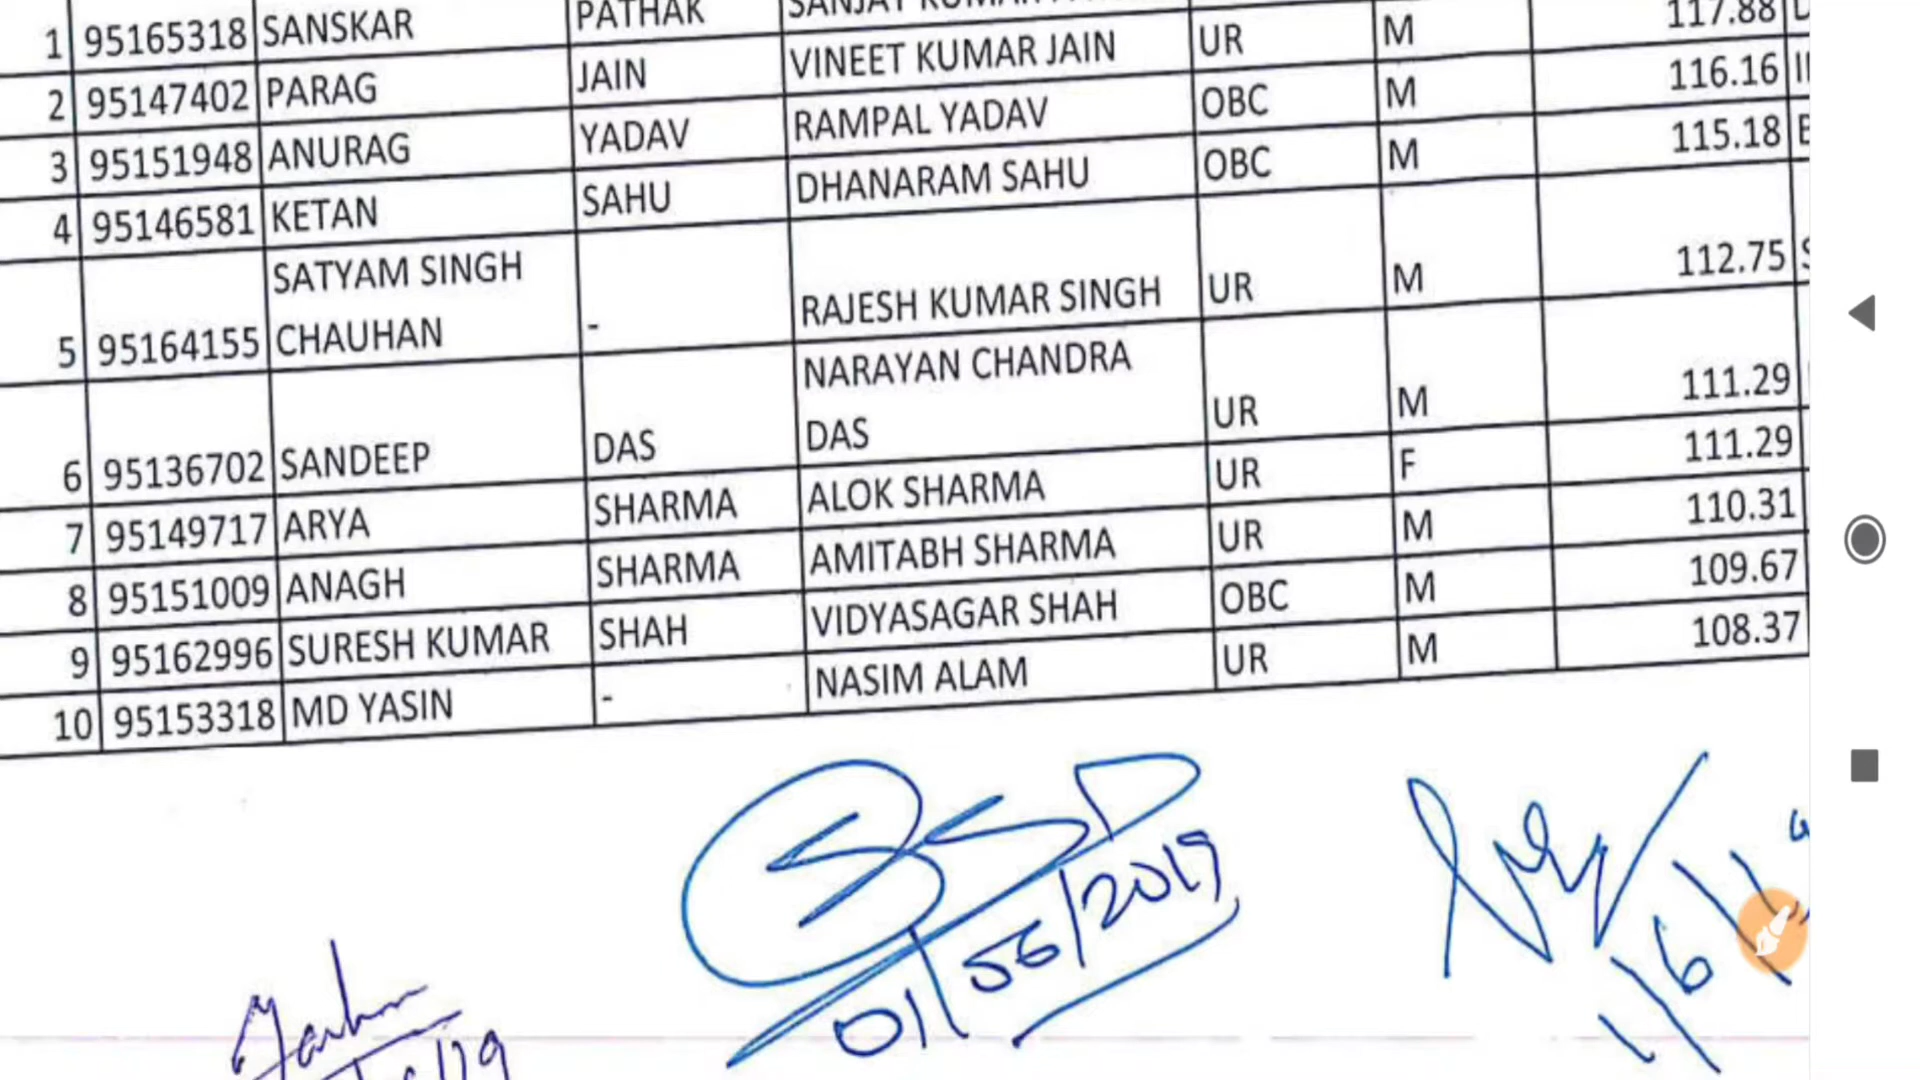 1 95165318 SANSKAR PATHAK SANJAY KUMAR
2 95147402 PARAG JAIN VINEET KUMAR JAIN UR M 117.88
3 95151948 ANURAG YADAV RAMPAL YADAV OBC M 116.16
4 95146581 KETAN SAHU DHANARAM SAHU OBC M 115.18
SATYAM SINGH
5 95164155 CHAUHAN - RAJESH KUMAR SINGH UR M 112.75
NARAYAN CHANDRA
6 95136702 SANDEEP DAS DAS UR M 111.29
7 95149717 ARYA SHARMA ALOK SHARMA UR F 111.29
8 95151009 ANAGH SHARMA AMITABH SHARMA UR M 110.31
9 95162996 SURESH KUMAR SHAH VIDYASAGAR SHAH OBC M 109.67
10 95153318 MD YASIN - NASIM ALAM UR M 108.37
01/06/2019